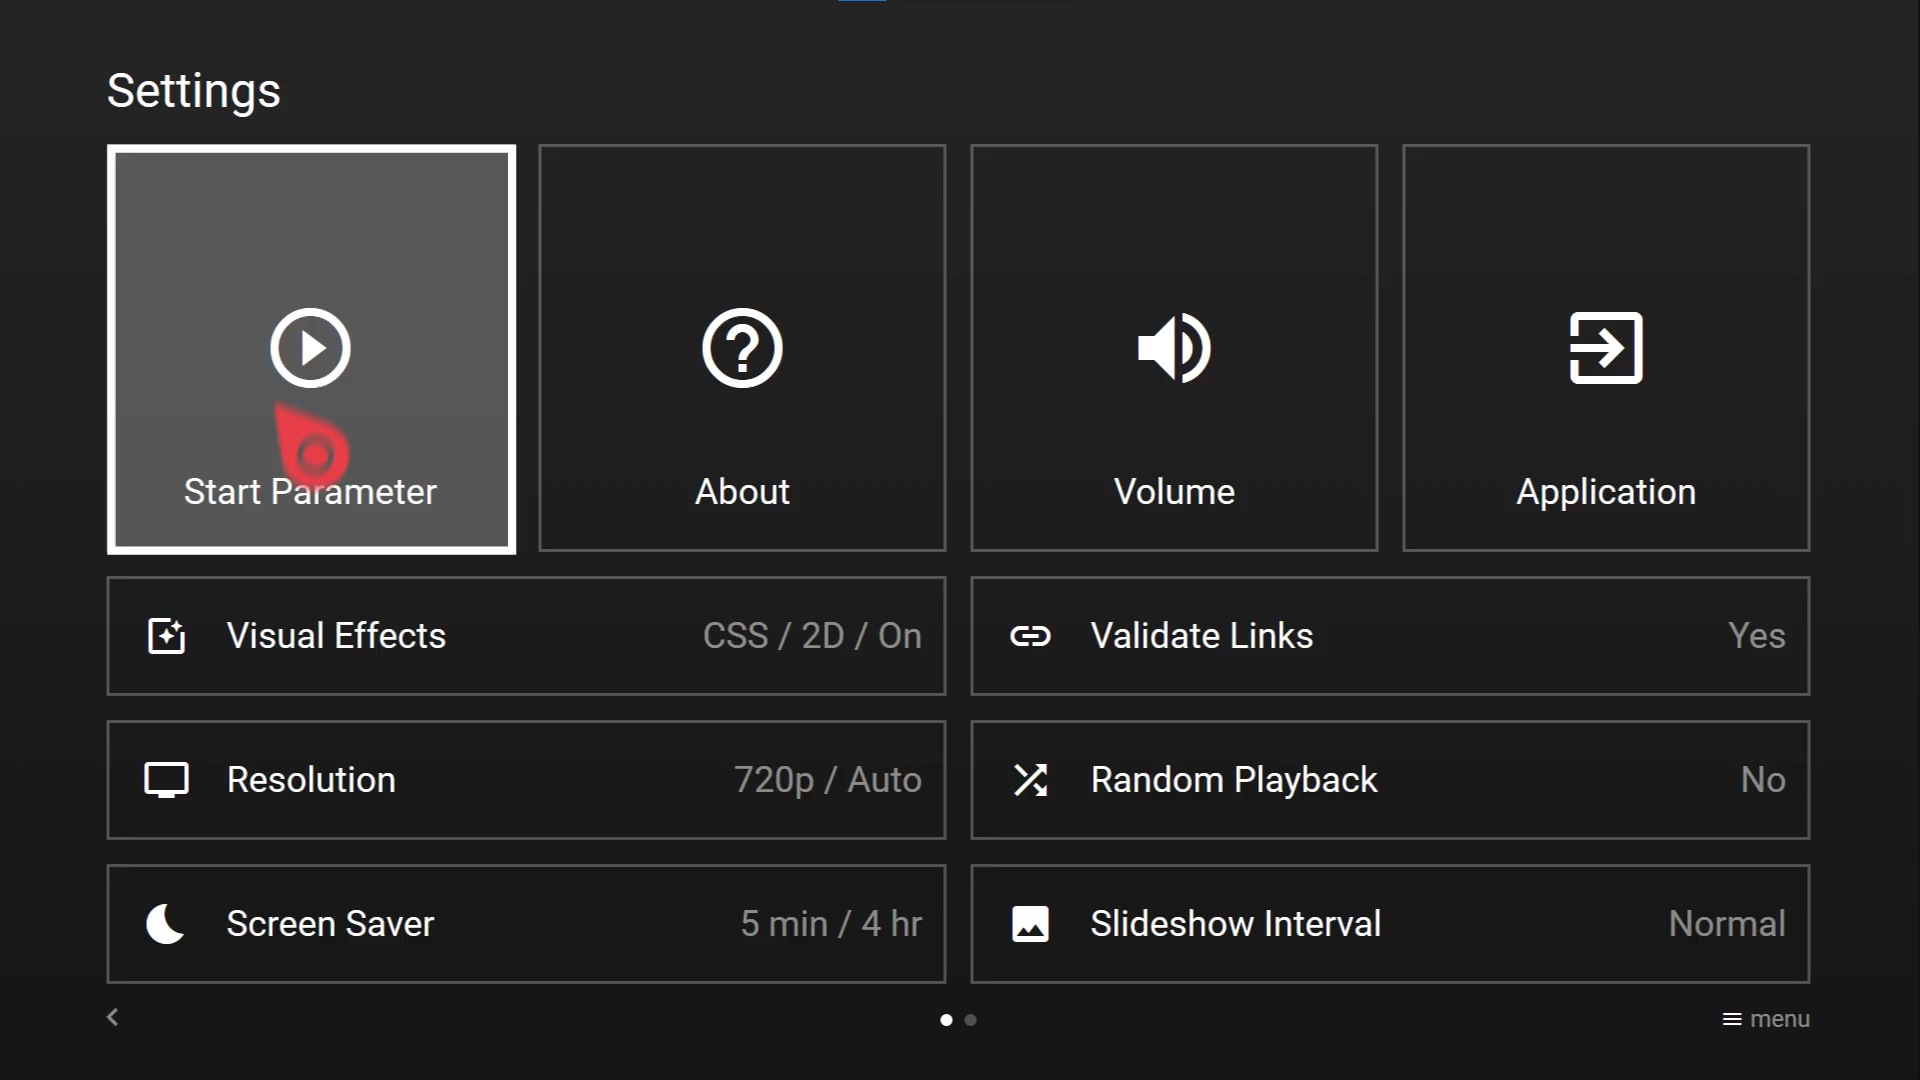 Settings
Start Parameter
About
Volume
Application
Visual Effects CSS / 2D / On
Validate Links Yes
Resolution 720p / Auto
Random Playback No
Screen Saver 5 min / 4 hr
Slideshow Interval Normal
menu